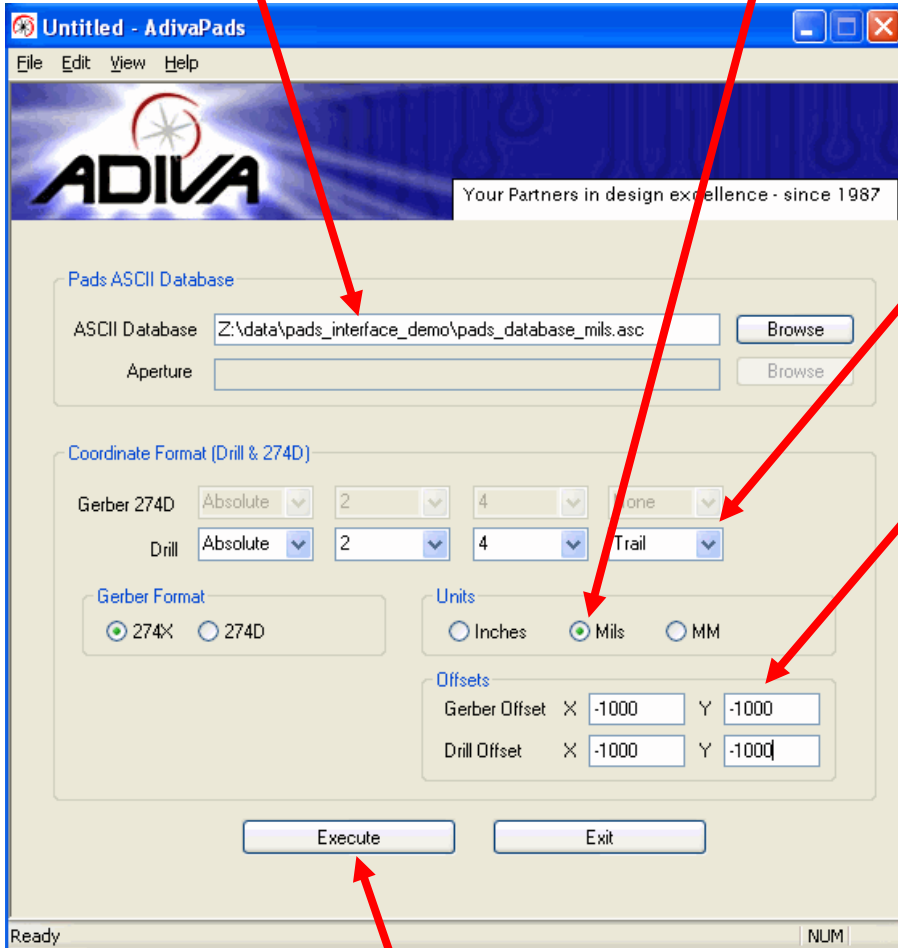 Untitled - AdivaPads
File Edit View Help
ADIVA
Your Partners in design excellence - since 1987
Pads ASCII Database
ASCII Database Z:\data\pads_interface_demo\pads_database_mils.asc Browse
Aperture Browse
Coordinate Format (Drill & 274D)
Gerber 274D Absolute 2 4 None
Drill Absolute 2 4 Trail
Gerber Format Units
274X 274D Inches Mils MM
Offsets
Gerber Offset X -1000 Y -1000
Drill Offset X -1000 Y -1000
Execute Exit
Ready NUM